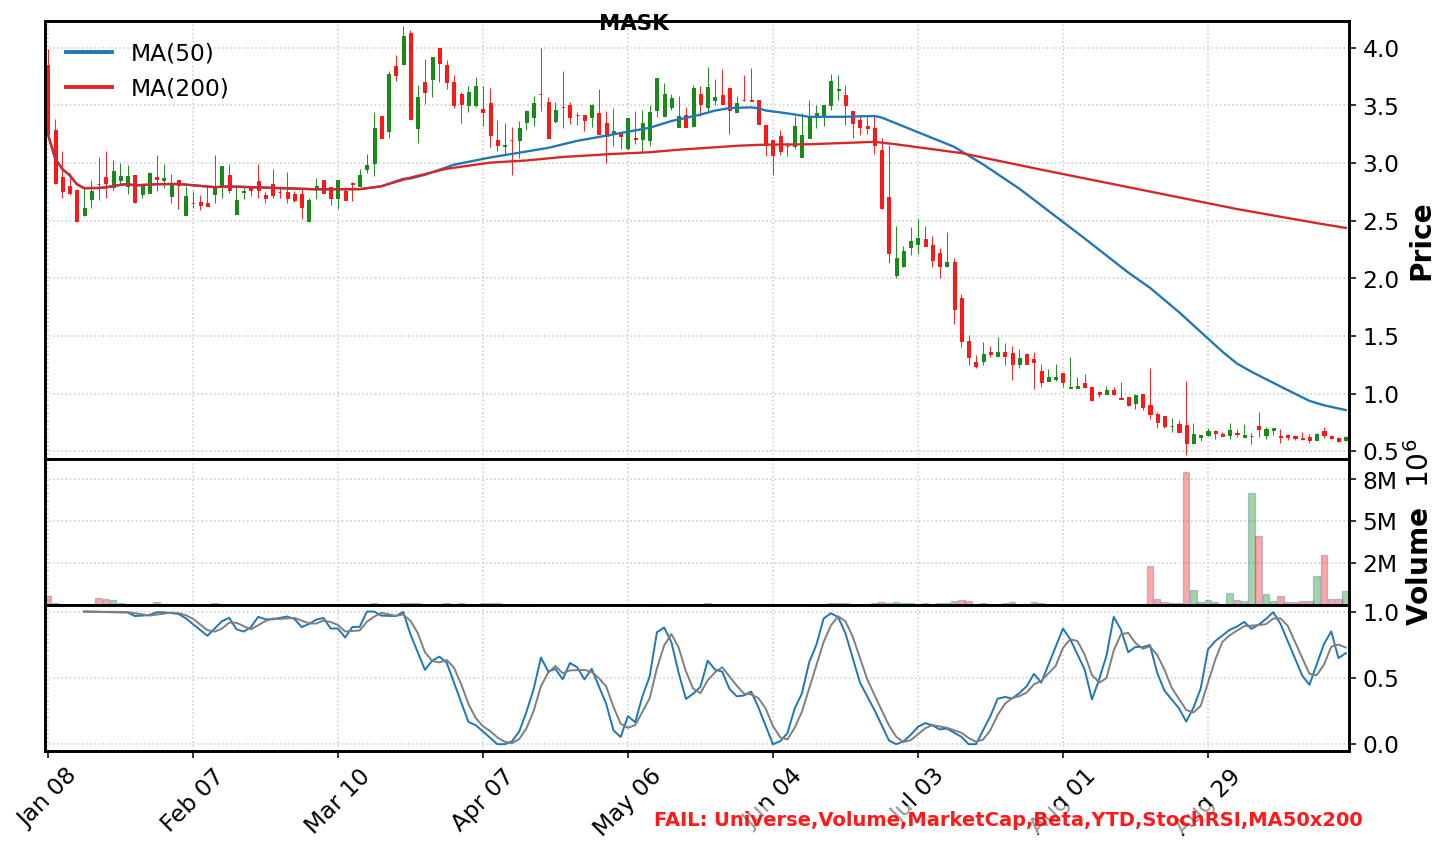 MASK
MA(50)
MA(200)
4.0
3.5
3.0
2.5
2.0
1.5
1.0
0.5
Price
8M
5M
2M
Volume 10^6
1.0
0.5
0.0
Jan 08
Feb 07
Mar 10
Apr 07
May 06
Jun 04
Jul 03
Aug 01
Aug 29
FAIL: Universe,Volume,MarketCap,Beta,YTD,StochRSI,MA50x200